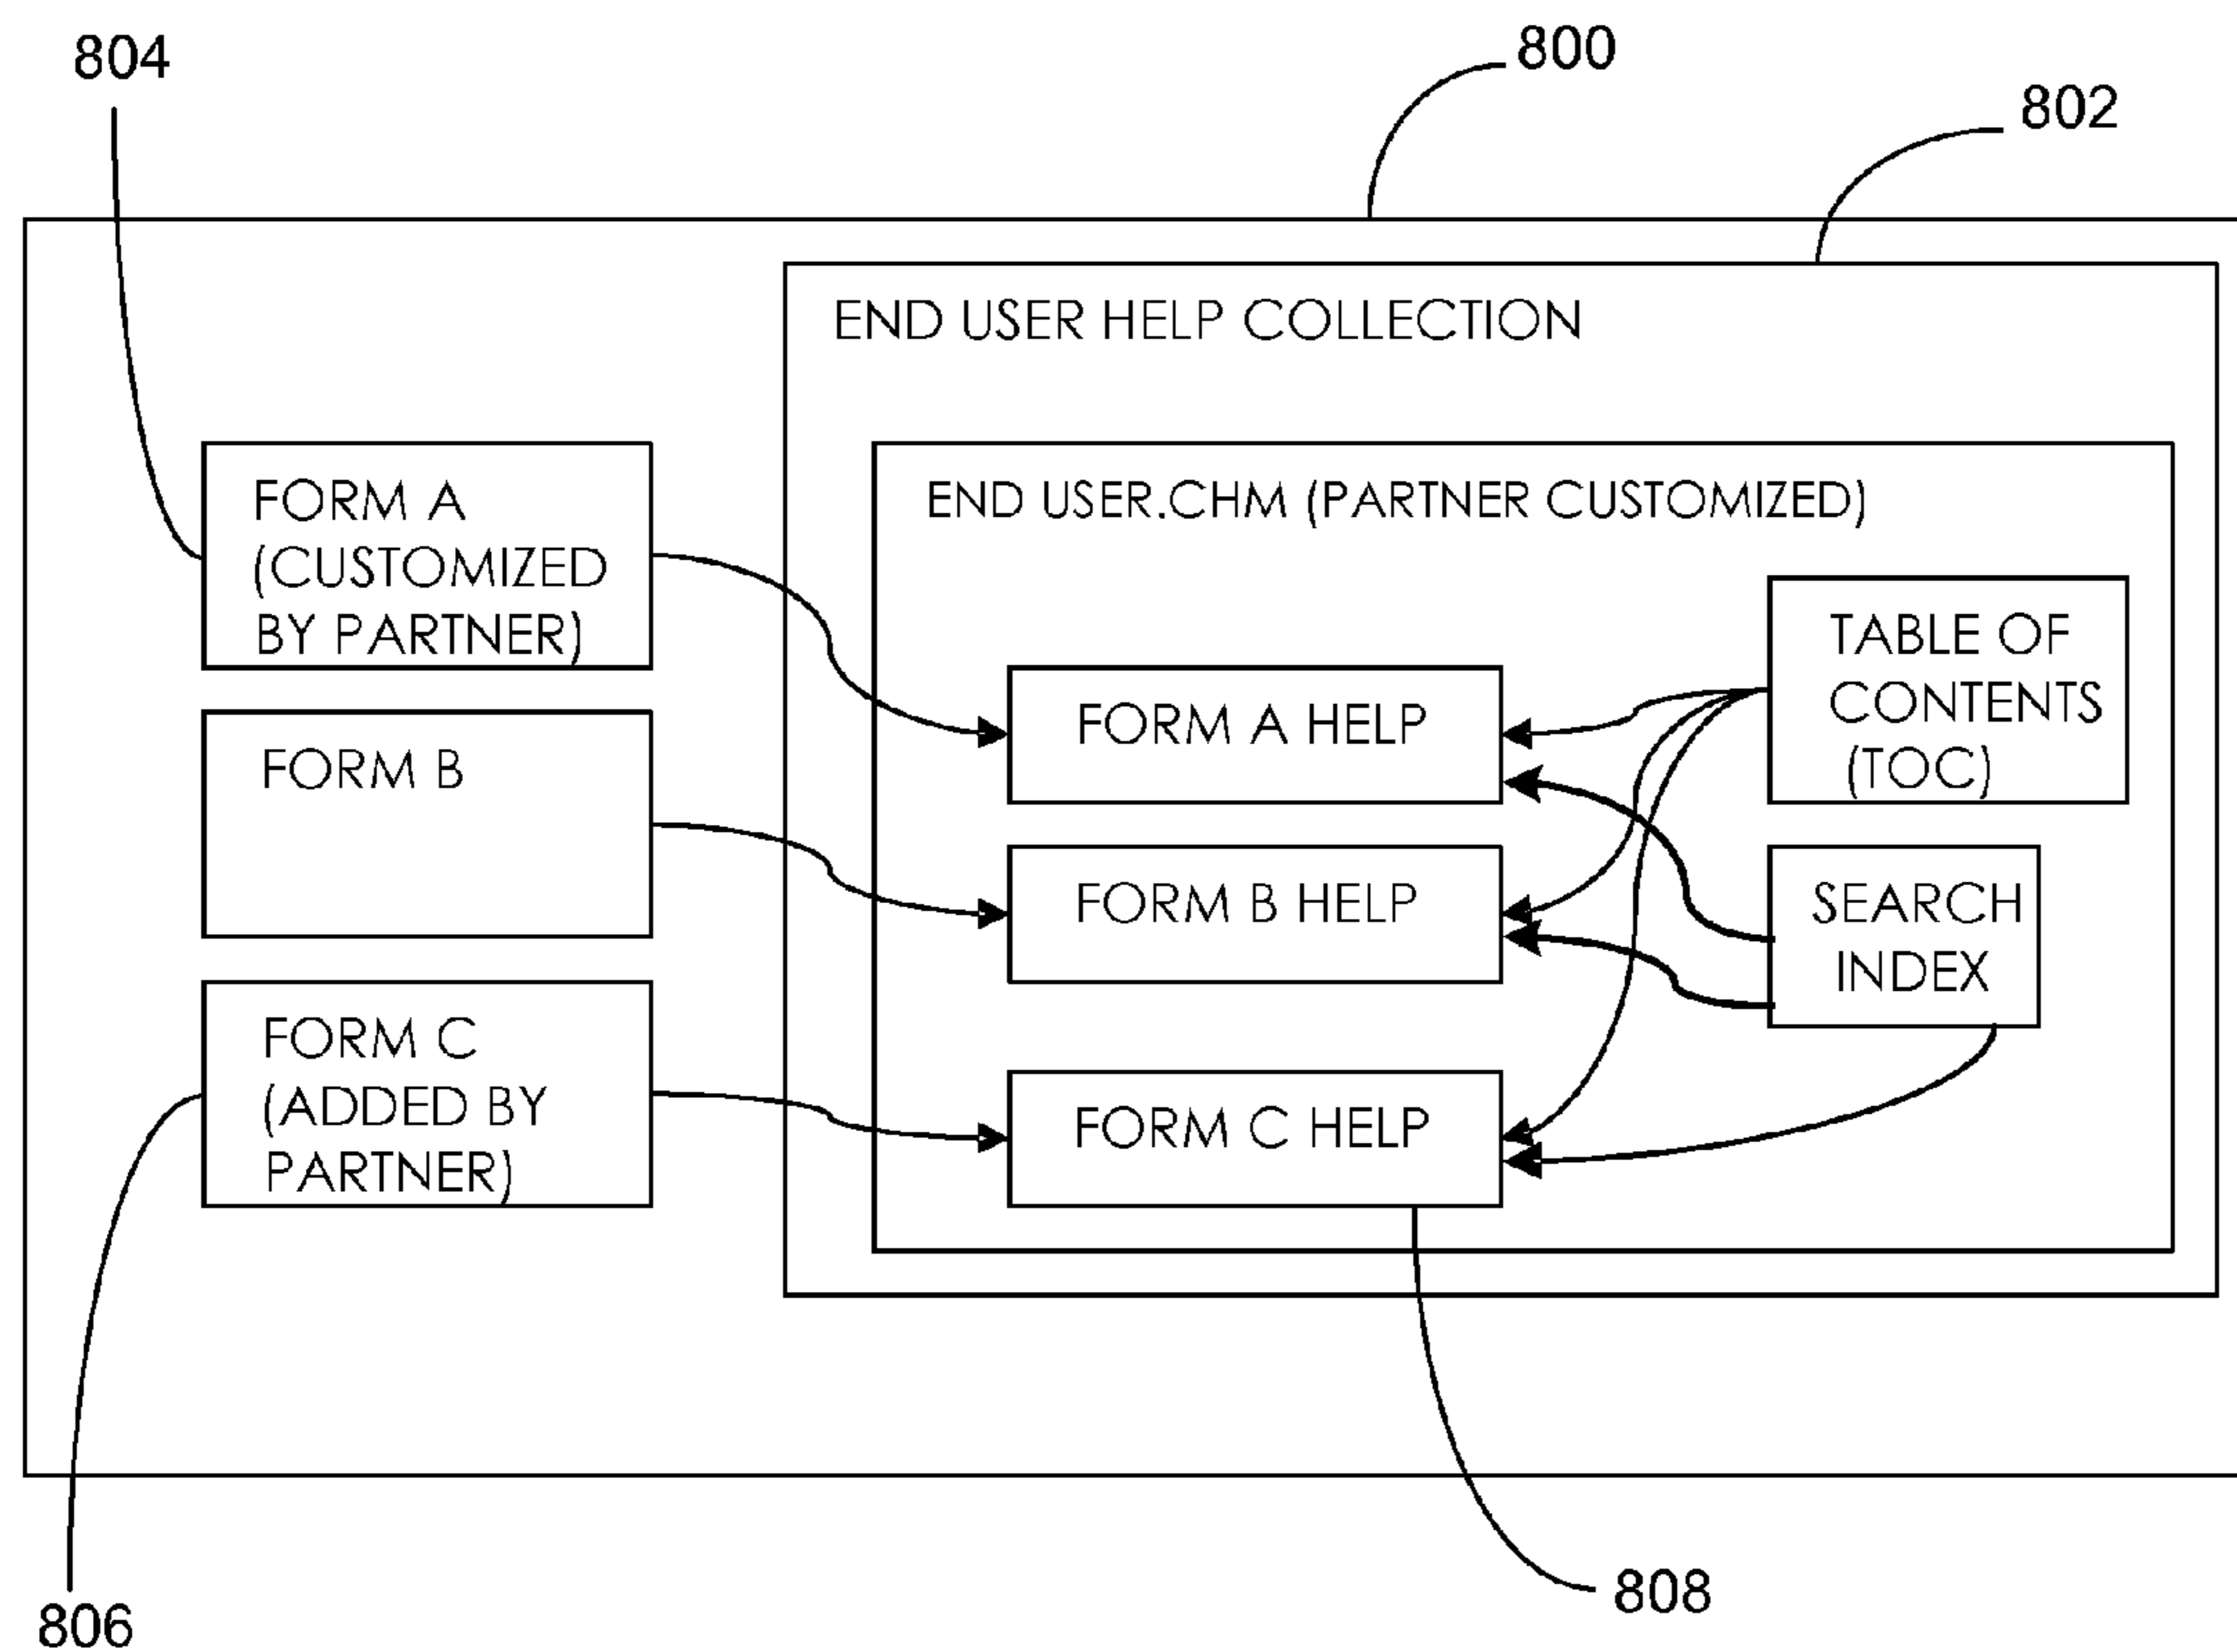 804
800
802
END USER HELP COLLECTION
FORM A
(CUSTOMIZED
BY PARTNER)
END USER.CHM (PARTNER CUSTOMIZED)
TABLE OF
CONTENTS
(TOC)
FORM A HELP
FORM B
FORM B HELP
SEARCH
INDEX
FORM C
(ADDED BY
PARTNER)
FORM C HELP
808
806